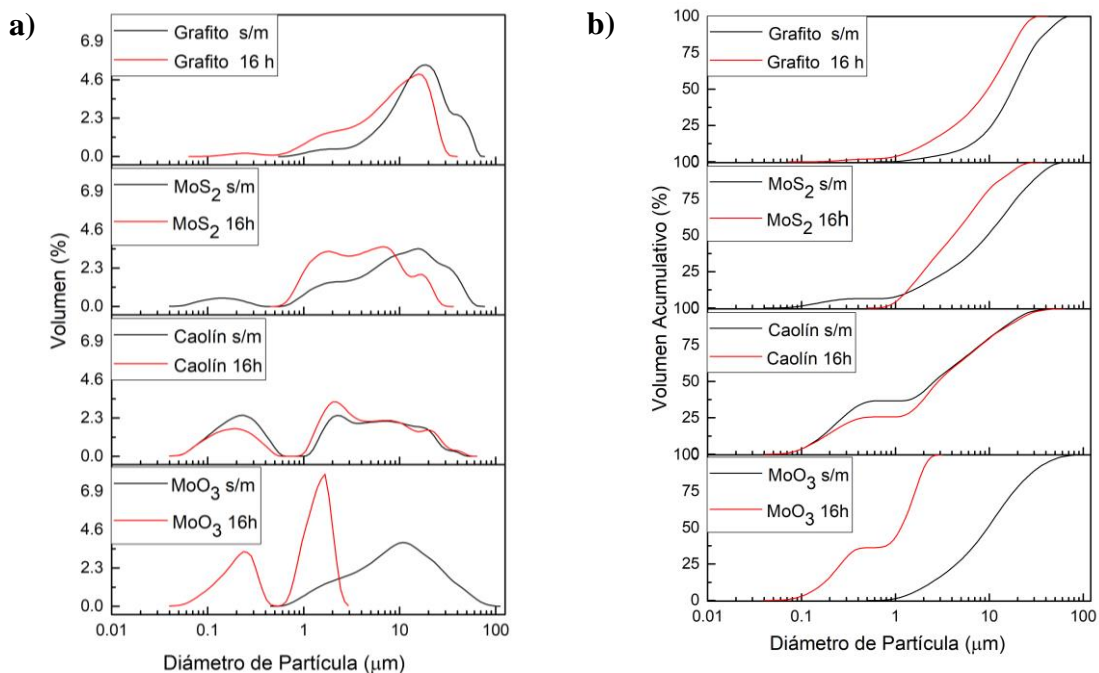 a)
Volumen (%)
6.9
4.6
2.3
0.0
Grafito s/m
Grafito 16 h
6.9
4.6
2.3
0.0
MoS2 s/m
MoS2 16h
6.9
4.6
2.3
0.0
Caolín s/m
Caolín 16h
6.9
4.6
2.3
0.0
MoO3 s/m
MoO3 16h
0.01 0.1 1 10 100
Diámetro de Partícula (μm)
b)
Volumen Acumulativo (%)
100
75
50
25
Grafito s/m
Grafito 16 h
100
75
50
25
MoS2 s/m
MoS2 16h
100
75
50
25
Caolín s/m
Caolín 16h
100
75
50
25
0
MoO3 s/m
MoO3 16h
0.01 0.1 1 10 100
Diámetro de Partícula (μm)